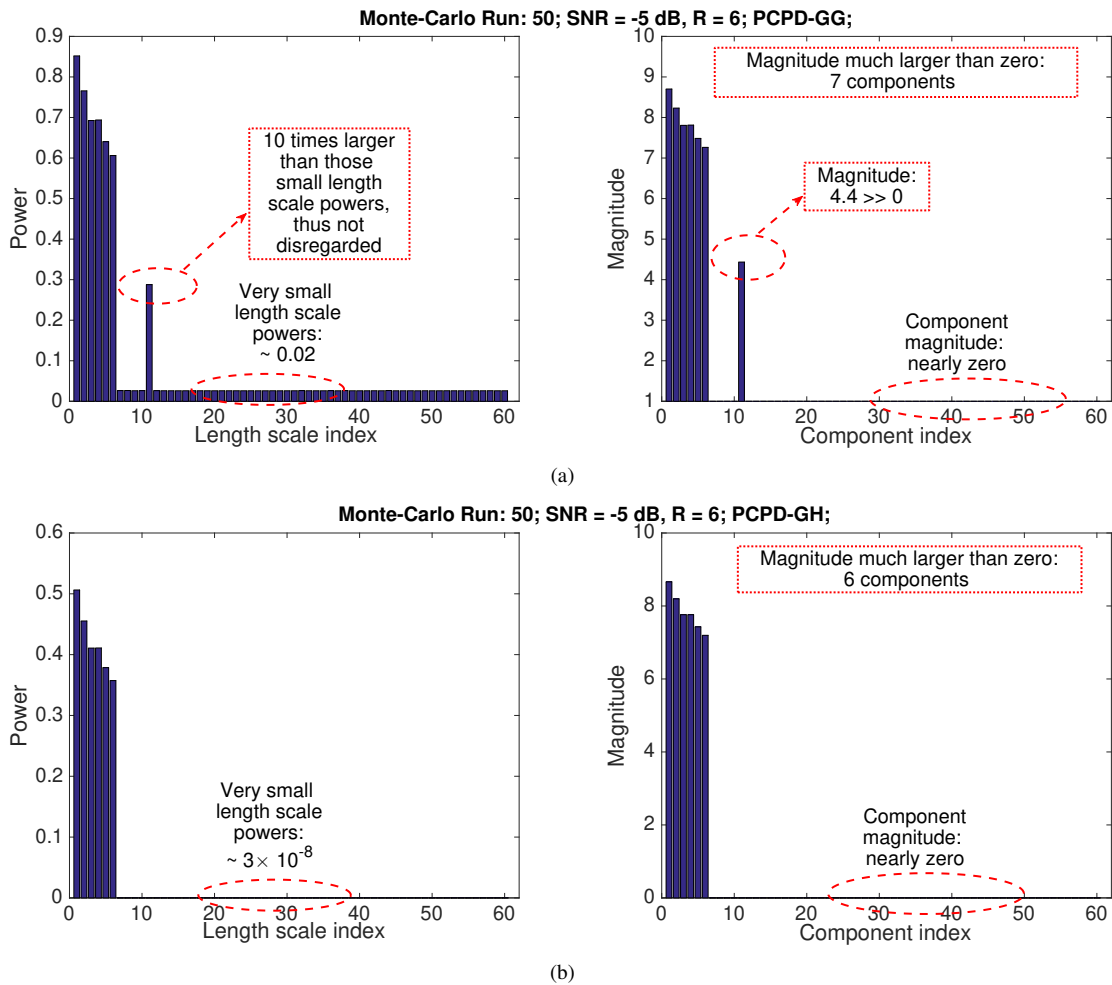 Monte-Carlo Run: 50; SNR = -5 dB, R = 6; PCPD-GG;
0.9
0.8
0.7
0.6
0.5
0.4
0.3
0.2
0.1
0
Power
0
10
20
30
40
50
60
Length scale index
10 times larger
than those
small length
scale powers,
thus not
disregarded
Very small
length scale
powers:
~ 0.02
10
9
8
7
6
5
4
3
2
1
Magnitude
0
10
20
30
40
50
60
Component index
Magnitude much larger than zero:
7 components
Magnitude:
4.4 >> 0
Component
magnitude:
nearly zero
(a)
Monte-Carlo Run: 50; SNR = -5 dB, R = 6; PCPD-GH;
0.6
0.5
0.4
0.3
0.2
0.1
0
Power
0
10
20
30
40
50
60
Length scale index
Very small
length scale
powers:
~ 3× 10^-8
10
8
6
4
2
0
Magnitude
0
10
20
30
40
50
60
Component index
Magnitude much larger than zero:
6 components
Component
magnitude:
nearly zero
(b)